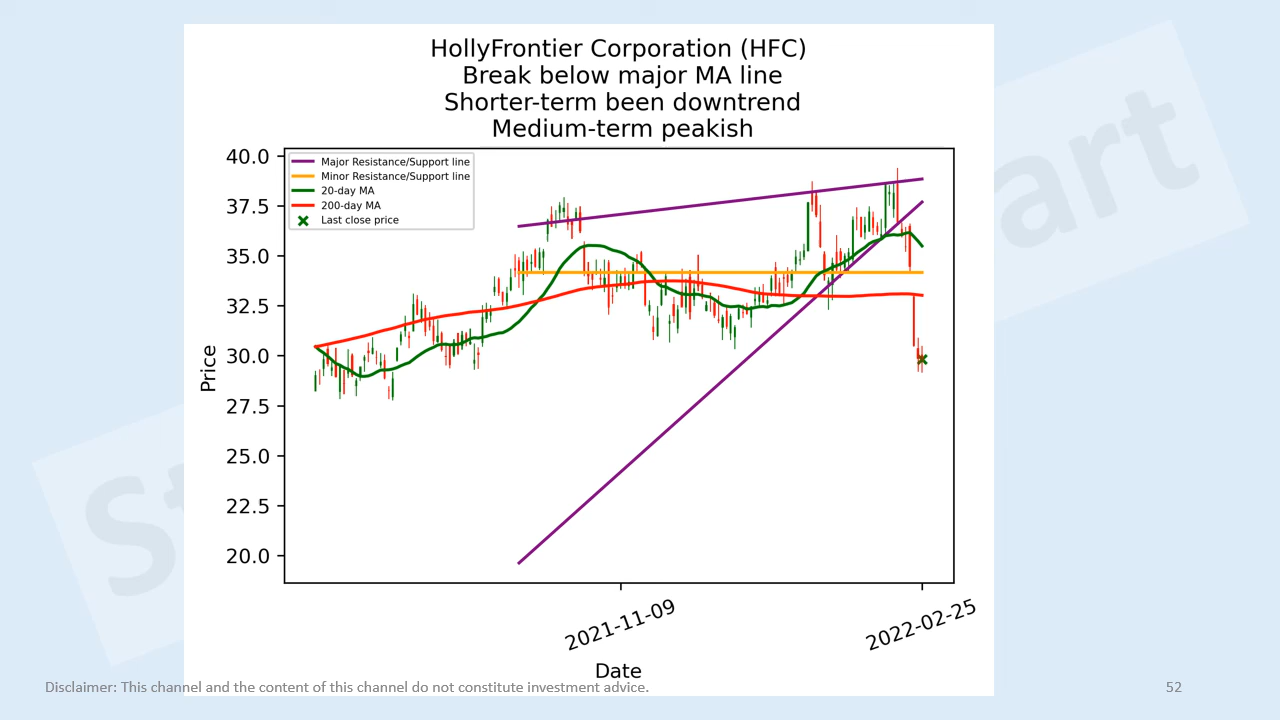 HollyFrontier Corporation (HFC)
Break below major MA line
Shorter-term been downtrend
Medium-term peakish
Major Resistance/Support line
Minor Resistance/Support line
20-day MA
200-day MA
Last close price
40.0
37.5
35.0
32.5
30.0
27.5
25.0
22.5
20.0
Price
2021-11-09
2022-02-25
Date
Disclaimer: This channel and the content of this channel do not constitute investment advice.
52
St
art